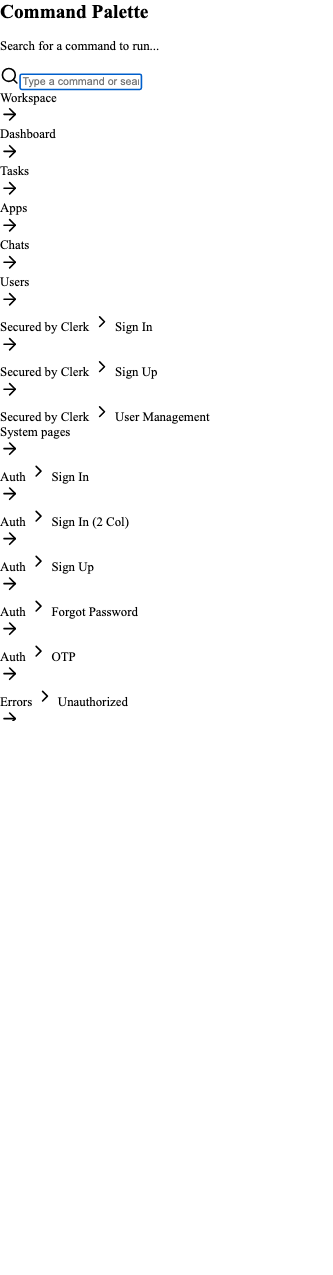 Command Palette
Search for a command to run...
Type a command or sear
Workspace
Dashboard
Tasks
Apps
Chats
Users
Secured by Clerk Sign In
Secured by Clerk Sign Up
Secured by Clerk User Management
System pages
Auth Sign In
Auth Sign In (2 Col)
Auth Sign Up
Auth Forgot Password
Auth OTP
Errors Unauthorized